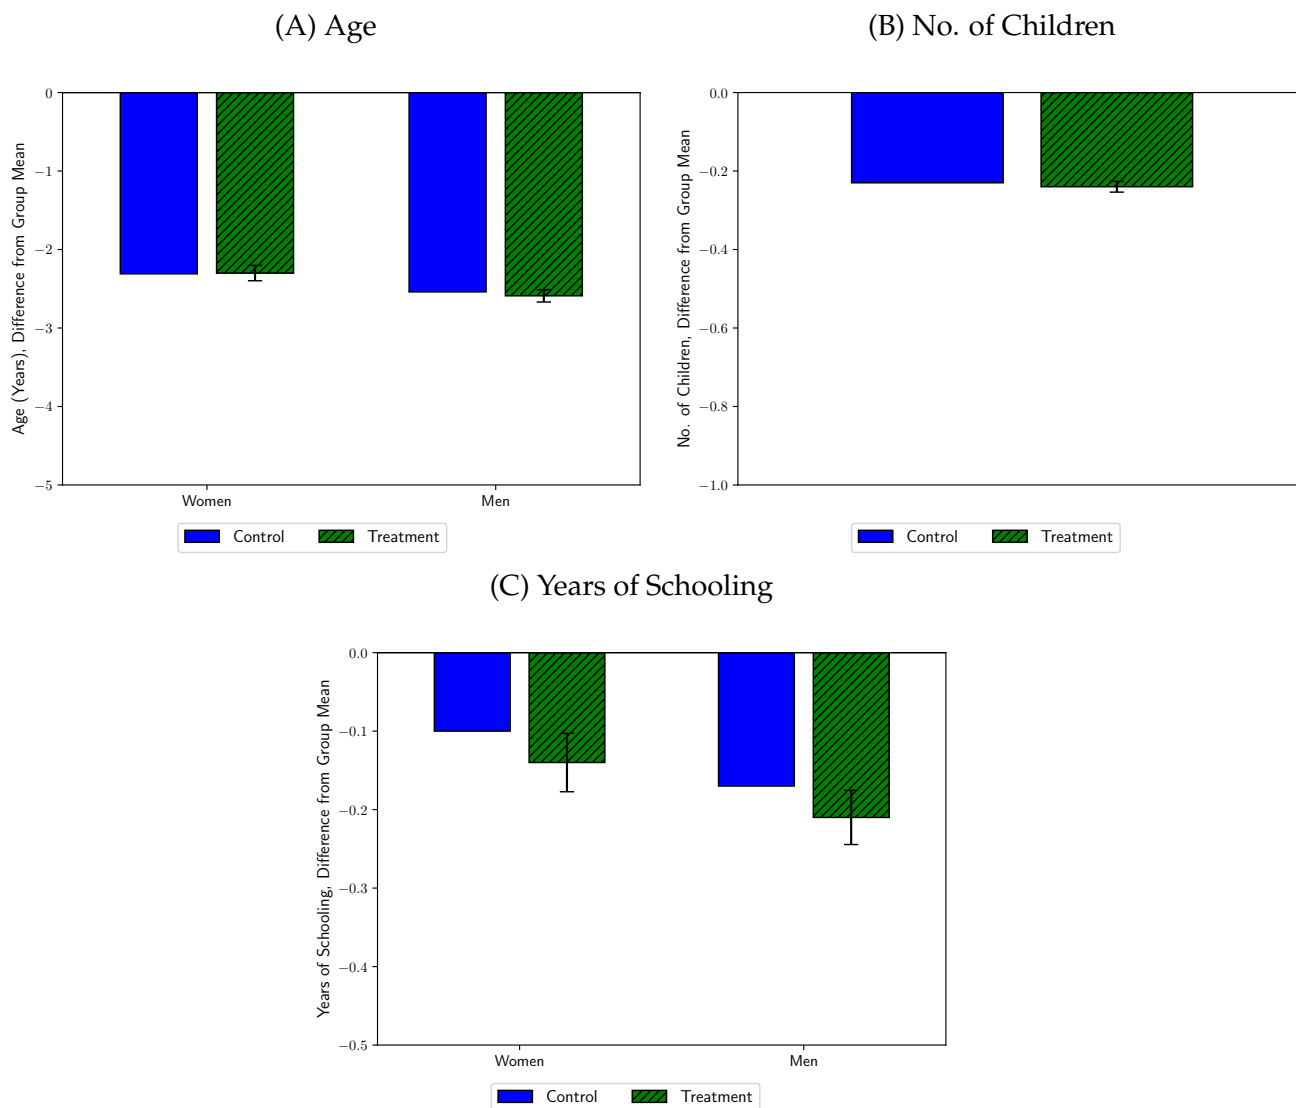 (A) Age
Age (Years), Difference from Group Mean
0
−1
−2
−3
−4
−5
Women Men
Control Treatment
(B) No. of Children
No. of Children, Difference from Group Mean
0.0
−0.2
−0.4
−0.6
−0.8
−1.0
Control Treatment
(C) Years of Schooling
Years of Schooling, Difference from Group Mean
0.0
−0.1
−0.2
−0.3
−0.4
−0.5
Women Men
Control Treatment